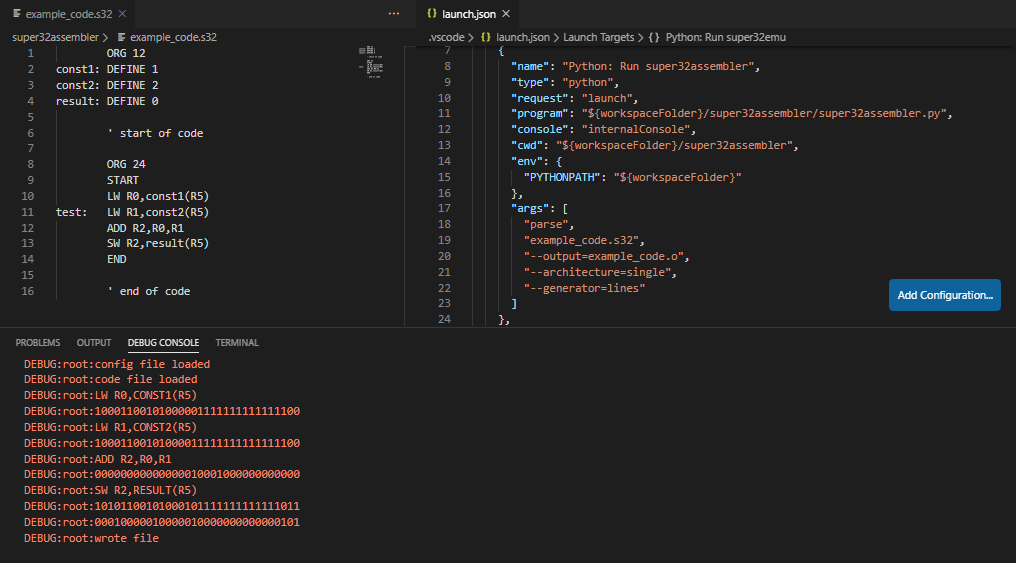 example_code.s32
super32assembler > example_code.s32
1 ORG 12
2 const1: DEFINE 1
3 const2: DEFINE 2
4 result: DEFINE 0
5
6 ' start of code
7
8 ORG 24
9 START
10 LW R0,const1(R5)
11 test: LW R1,const2(R5)
12 ADD R2,R0,R1
13 SW R2,result(R5)
14 END
15
16 ' end of code
launch.json
.vscode > launch.json > Launch Targets > {} Python: Run super32emu
7 {
8 "name": "Python: Run super32assembler",
9 "type": "python",
10 "request": "launch",
11 "program": "${workspaceFolder}/super32assembler/super32assembler.py",
12 "console": "internalConsole",
13 "cwd": "${workspaceFolder}/super32assembler",
14 "env": {
15 "PYTHONPATH": "${workspaceFolder}"
16 },
17 "args": [
18 "parse",
19 "example_code.s32",
20 "--output=example_code.o",
21 "--architecture=single",
22 "--generator=lines"
23 ]
24 },
Add Configuration...
PROBLEMS OUTPUT DEBUG CONSOLE TERMINAL
DEBUG:root:config file loaded
DEBUG:root:code file loaded
DEBUG:root:LW R0,CONST1(R5)
DEBUG:root:10001100101000001111111111111100
DEBUG:root:LW R1,CONST2(R5)
DEBUG:root:10001100101000011111111111111100
DEBUG:root:ADD R2,R0,R1
DEBUG:root:00000000000000010001000000000000
DEBUG:root:SW R2,RESULT(R5)
DEBUG:root:10101100101000101111111111111011
DEBUG:root:00010000010000010000000000000101
DEBUG:root:wrote file